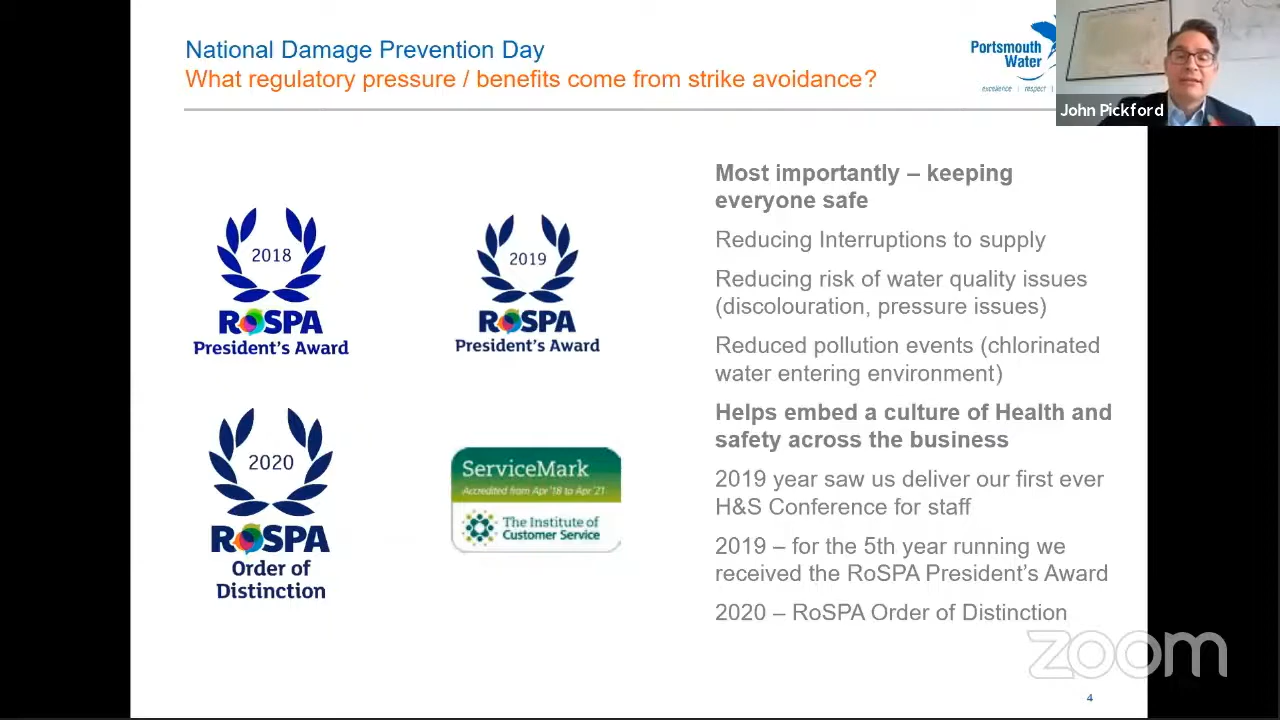 National Damage Prevention Day
What regulatory pressure / benefits come from strike avoidance?
Portsmouth
Water
excellence | respect |
John Pickford
2018
RoSPA
President's Award
2019
RoSPA
President's Award
2020
RoSPA
Order of
Distinction
ServiceMark
Accredited from Apr '18 to Apr '21
The Institute of
Customer Service
Most importantly – keeping
everyone safe
Reducing Interruptions to supply
Reducing risk of water quality issues
(discolouration, pressure issues)
Reduced pollution events (chlorinated
water entering environment)
Helps embed a culture of Health and
safety across the business
2019 year saw us deliver our first ever
H&S Conference for staff
2019 – for the 5th year running we
received the RoSPA President's Award
2020 – RoSPA Order of Distinction
zoom
4